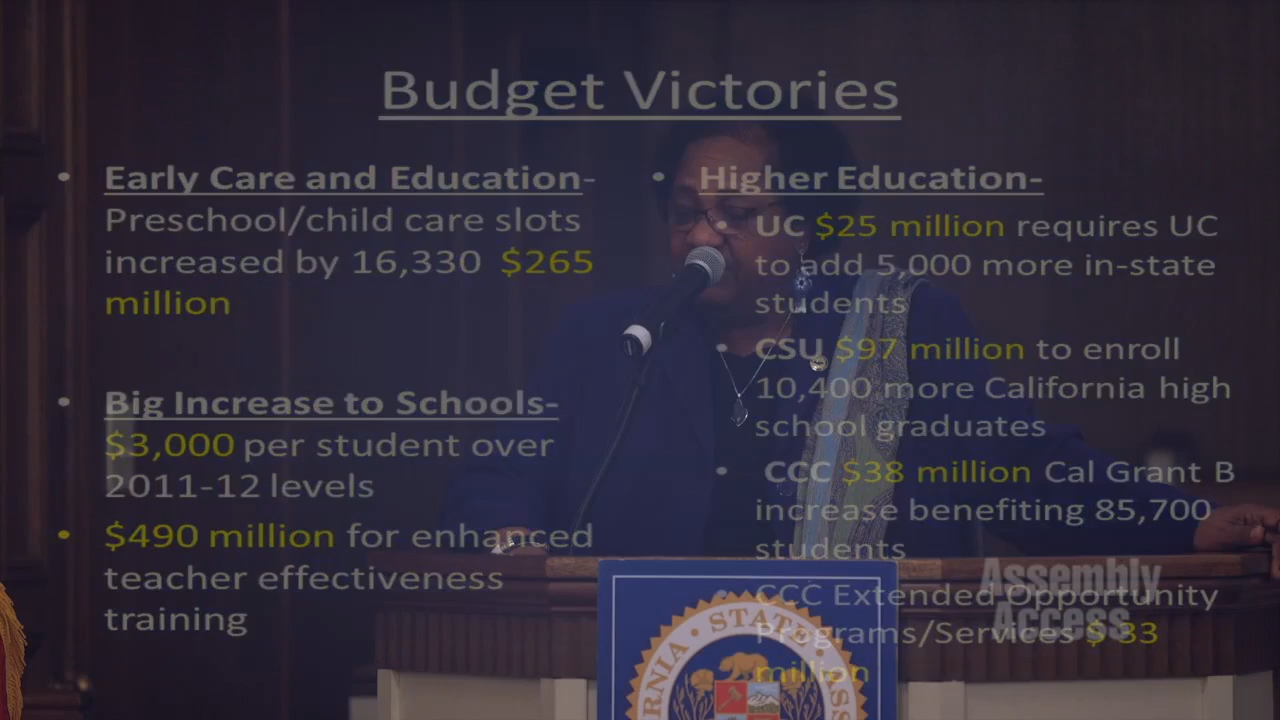 Budget Victories
• Early Care and Education-
Preschool/child care slots
increased by 16,330 $265
million
• Big Increase to Schools-
$3,000 per student over
2011-12 levels
• $490 million for enhanced
teacher effectiveness
training
• Higher Education-
• UC $25 million requires UC
to add 5,000 more in-state
students
• CSU $97 million to enroll
10,400 more California high
school graduates
• CCC $38 million Cal Grant B
increase benefiting 85,700
students
• CCC Extended Opportunity
Programs/Services $ 33
million
Assembly
Access
STATE